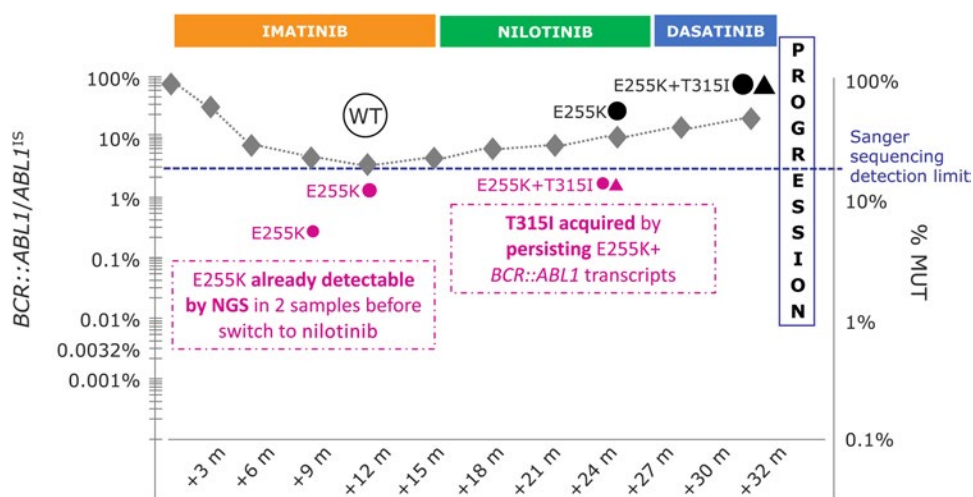 IMATINIB NILOTINIB DASATINIB
PROGRESSION
BCR::ABL1/ABL1IS
100%
10%
1%
0.1%
0.01%
0.0032%
0.001%
WT
E255K
E255K+T315I
Sanger
sequencing
detection limit
E255K
E255K
E255K+T315I
E255K already detectable
by NGS in 2 samples before
switch to nilotinib
T315I acquired by
persisting E255K+
BCR::ABL1 transcripts
100%
10%
1%
0.1%
% MUT
+3 m +6 m +9 m +12 m +15 m +18 m +21 m +24 m +27 m +30 m +32 m